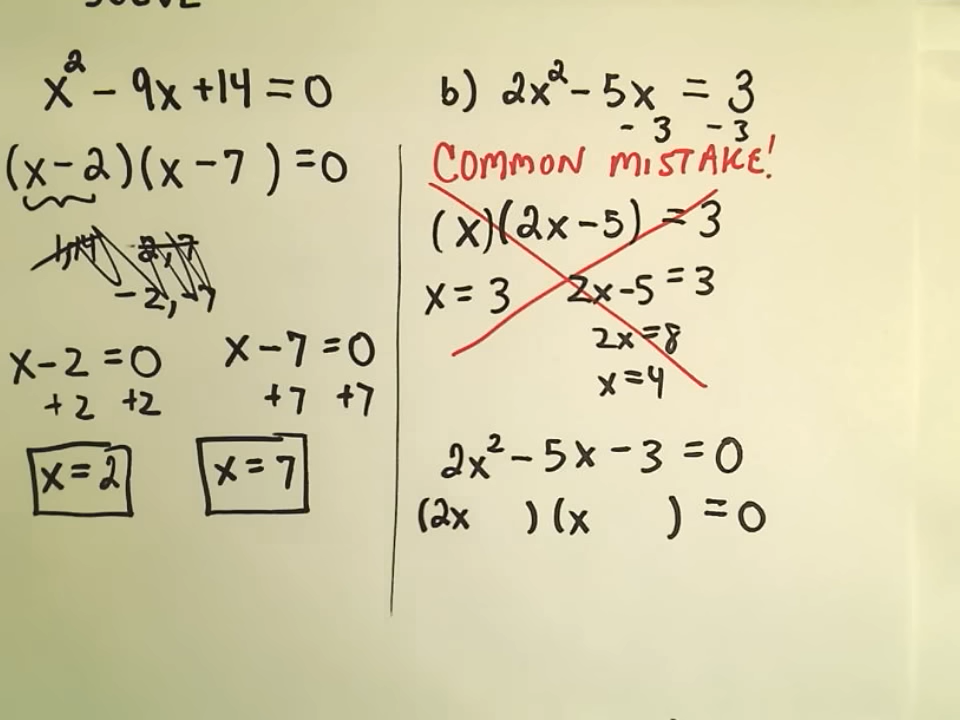 x² - 9x + 14 = 0
(x - 2)(x - 7) = 0
-2, -7
x - 2 = 0 x - 7 = 0
+2 +2 +7 +7
x = 2 x = 7
b) 2x² - 5x = 3
- 3 - 3
COMMON MISTAKE!
(x)(2x - 5) = 3
x = 3 2x - 5 = 3
2x = 8
x = 4
2x² - 5x - 3 = 0
(2x )(x ) = 0